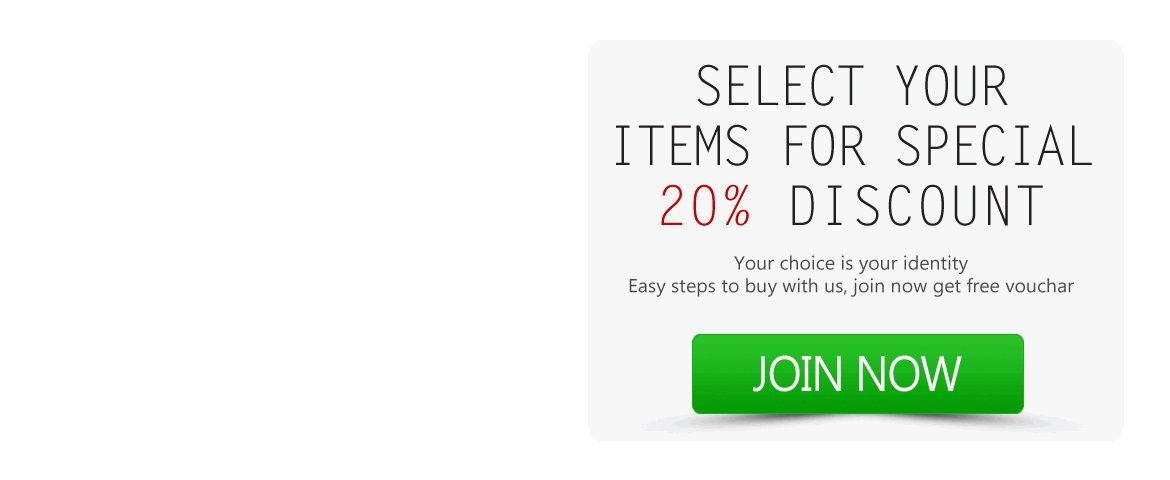 SELECT YOUR
ITEMS FOR SPECIAL
20% DISCOUNT
Your choice is your identity
Easy steps to buy with us, join now get free vouchar
JOIN NOW